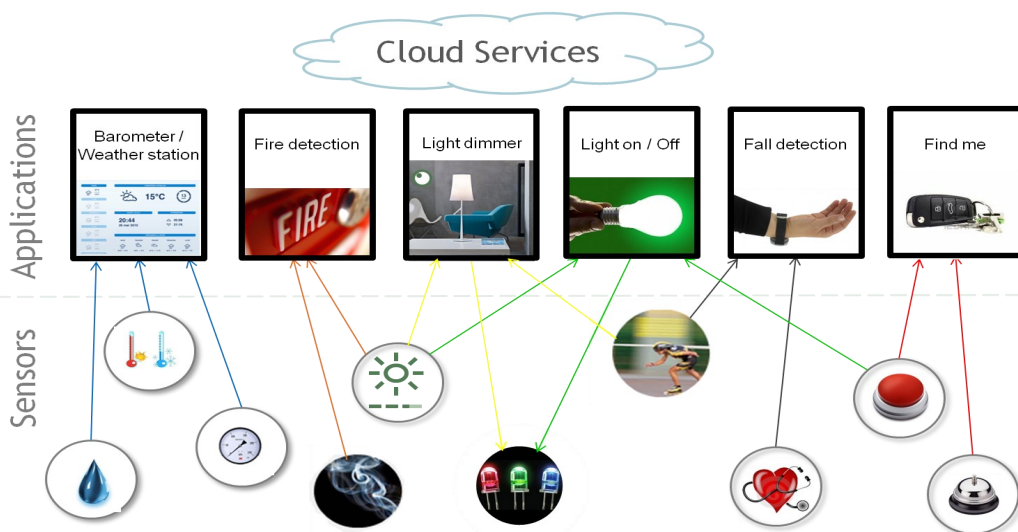 Cloud Services
Applications
Barometer /
Weather station
Fire detection
Light dimmer
Light on / Off
Fall detection
Find me
15°C
20:44
FIRE
Sensors